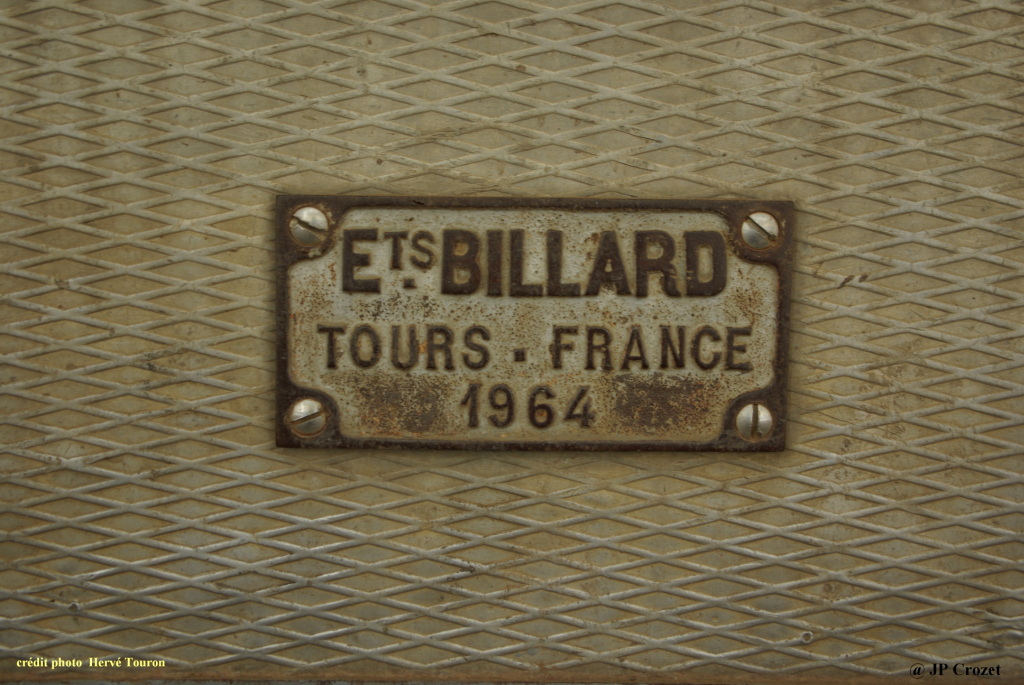 ETS BILLARD
TOURS - FRANCE
1964
crédit photo Hervé Touron
@ JP Crozet